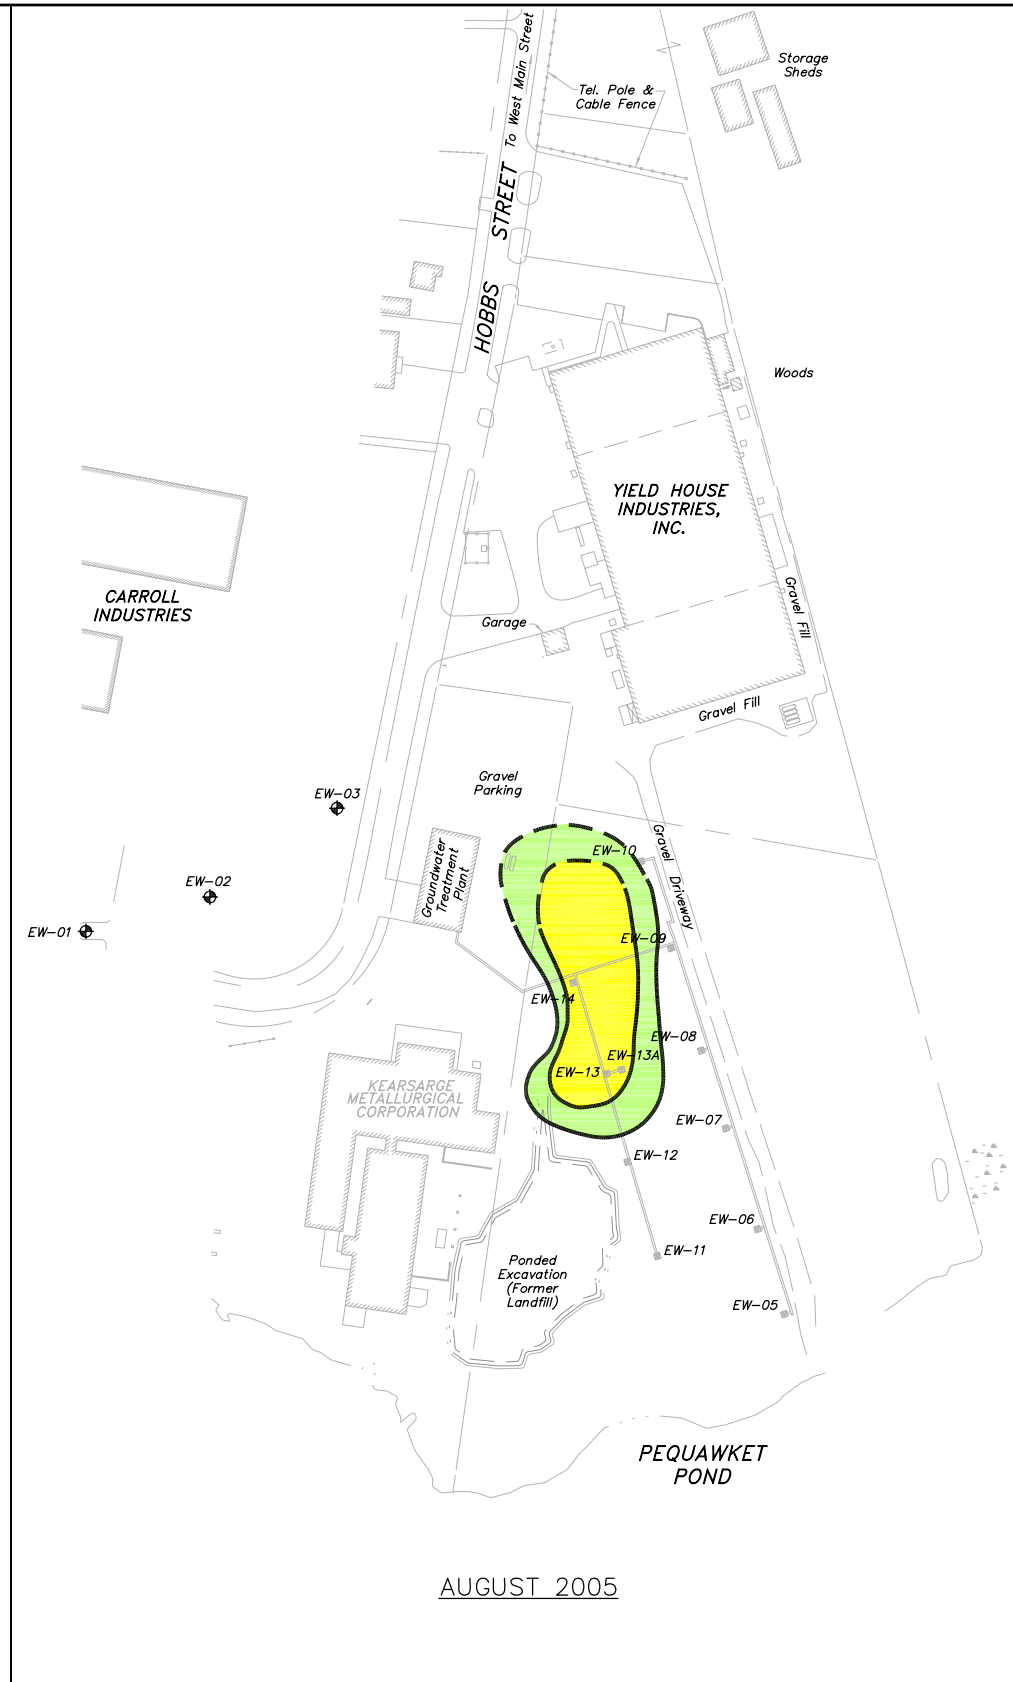 Storage
Sheds
Tel. Pole &
Cable Fence
To West Main Street
HOBBS STREET
Woods
YIELD HOUSE
INDUSTRIES,
INC.
CARROLL
INDUSTRIES
Gravel Fill
Garage
Gravel Fill
Gravel
Parking
EW-03
Groundwater
Treatment
Plant
EW-10
Gravel Driveway
EW-02
EW-01
EW-09
EW-14
EW-08
EW-13A
EW-13
KEARSARGE
METALLURGICAL
CORPORATION
EW-07
EW-12
EW-06
EW-11
Ponded
Excavation
(Former
Landfill)
EW-05
PEQUAWKET
POND
AUGUST 2005